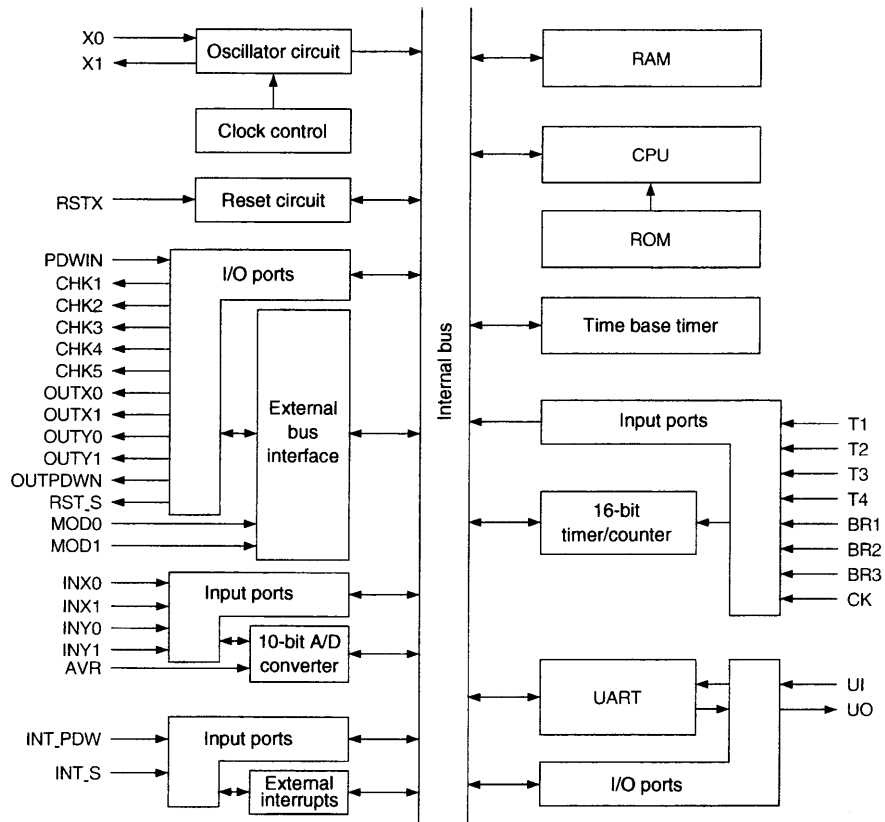 X0
X1
Oscillator circuit
Clock control
RSTX
Reset circuit
PDWIN
CHK1
CHK2
CHK3
CHK4
CHK5
OUTX0
OUTX1
OUTY0
OUTY1
OUTPDWN
RST_S
MOD0
MOD1
I/O ports
External
bus
interface
INX0
INX1
INY0
INY1
AVR
Input ports
10-bit A/D
converter
INT_PDW
INT_S
Input ports
External
interrupts
Internal bus
RAM
CPU
ROM
Time base timer
Input ports
16-bit
timer/counter
T1
T2
T3
T4
BR1
BR2
BR3
CK
UART
I/O ports
UI
UO